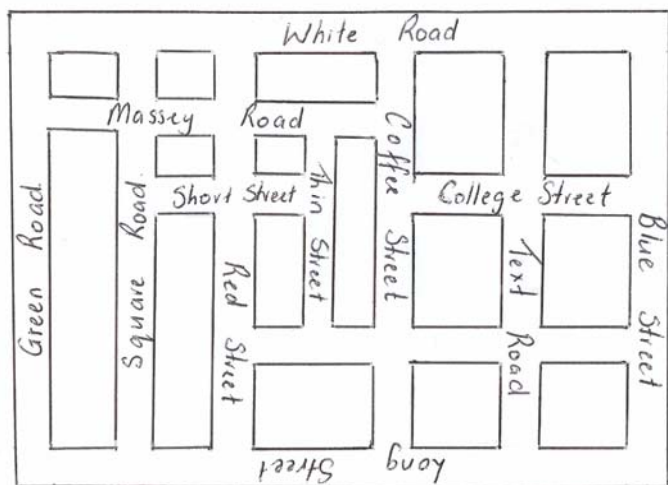 White Road
Massey Road
Short Street
College Street
Green Road.
Square Road.
Red Street
Thin Street
Coffee Street
Text Road
Blue Street
Long Street